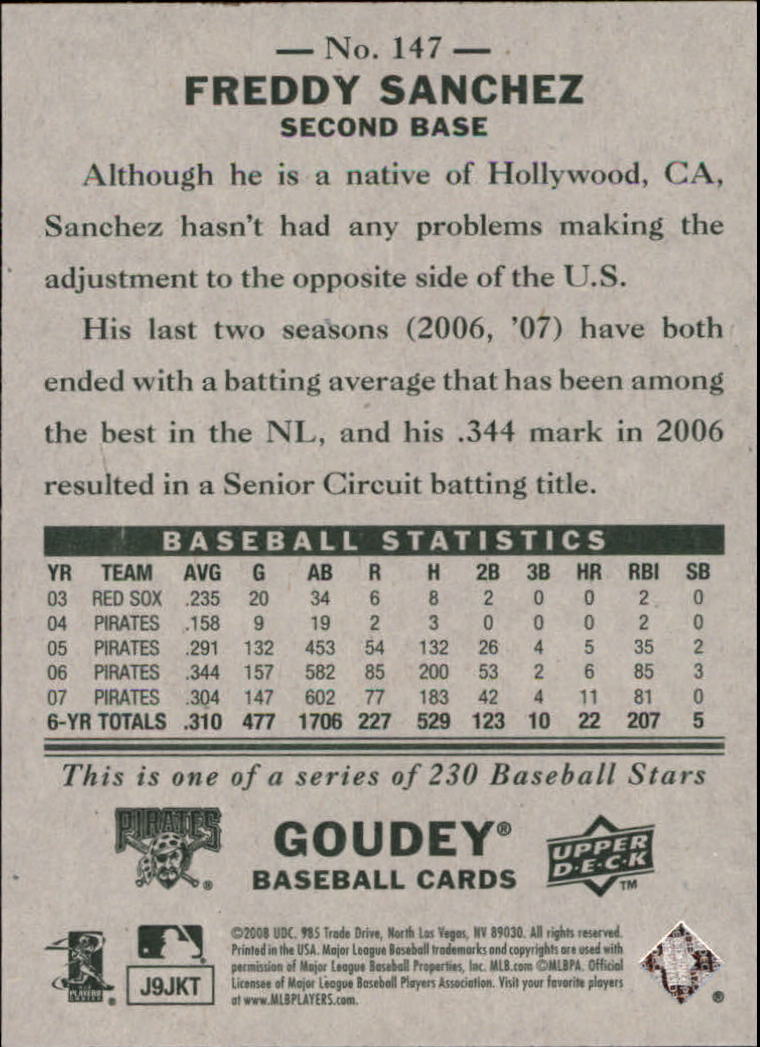 — No. 147 —
FREDDY SANCHEZ
SECOND BASE
Although he is a native of Hollywood, CA,
Sanchez hasn't had any problems making the
adjustment to the opposite side of the U.S.
His last two seasons (2006, '07) have both
ended with a batting average that has been among
the best in the NL, and his .344 mark in 2006
resulted in a Senior Circuit batting title.
BASEBALL STATISTICS
YR TEAM AVG G AB R H 2B 3B HR RBI SB
03 RED SOX .235 20 34 6 8 2 0 0 2 0
04 PIRATES .158 9 19 2 3 0 0 0 2 0
05 PIRATES .291 132 453 54 132 26 4 5 35 2
06 PIRATES .344 157 582 85 200 53 2 6 85 3
07 PIRATES .304 147 602 77 183 42 4 11 81 0
6-YR TOTALS .310 477 1706 227 529 123 10 22 207 5
This is one of a series of 230 Baseball Stars
PIRATES ®
GOUDEY®
BASEBALL CARDS
UPPER
D•E•C•K
TM
PLAYERS
®
J9JKT
©2008 UDC. 985 Trade Drive, North Las Vegas, NV 89030. All rights reserved.
Printed in the USA. Major League Baseball trademarks and copyrights are used with
permission of Major League Baseball Properties, Inc. MLB.com ©MLBPA. Official
Licensee of Major League Baseball Players Association. Visit your favorite players
at www.MLBPLAYERS.com.
®